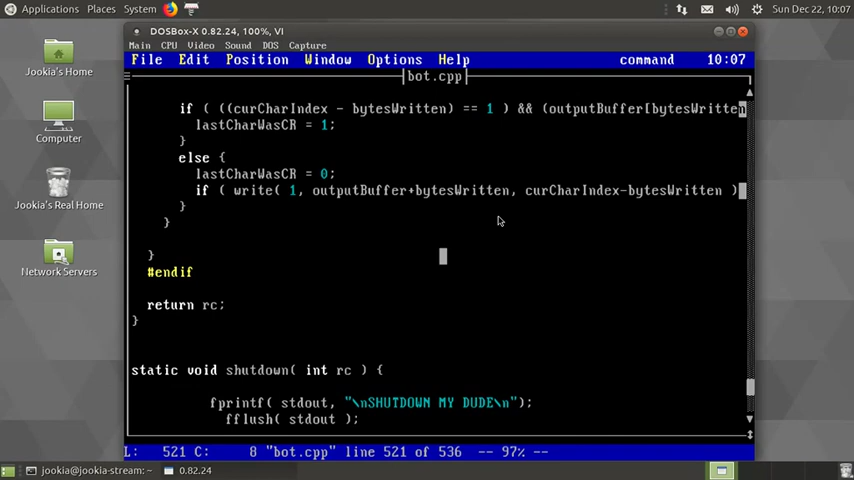 Applications Places System Sun Dec 22, 10:07
DOSBox-X 0.82.24, 100%, VI
Main CPU Video Sound DOS Capture
File Edit Position Window Options Help command 10:07
bot.cpp
if ( ((curCharIndex - bytesWritten) == 1 ) && (outputBuffer[bytesWritten
lastCharWasCR = 1;
}
else {
lastCharWasCR = 0;
if ( write( 1, outputBuffer+bytesWritten, curCharIndex-bytesWritten )
}
}
}
#endif
return rc;
}
static void shutdown( int rc ) {
fprintf( stdout, "\nSHUTDOWN MY DUDE\n");
fflush( stdout );
L: 521 C: 8 "bot.cpp" line 521 of 536 -- 97% --
Jookia's Home
Computer
Jookia's Real Home
Network Servers
jookia@jookia-stream: ~ 0.82.24